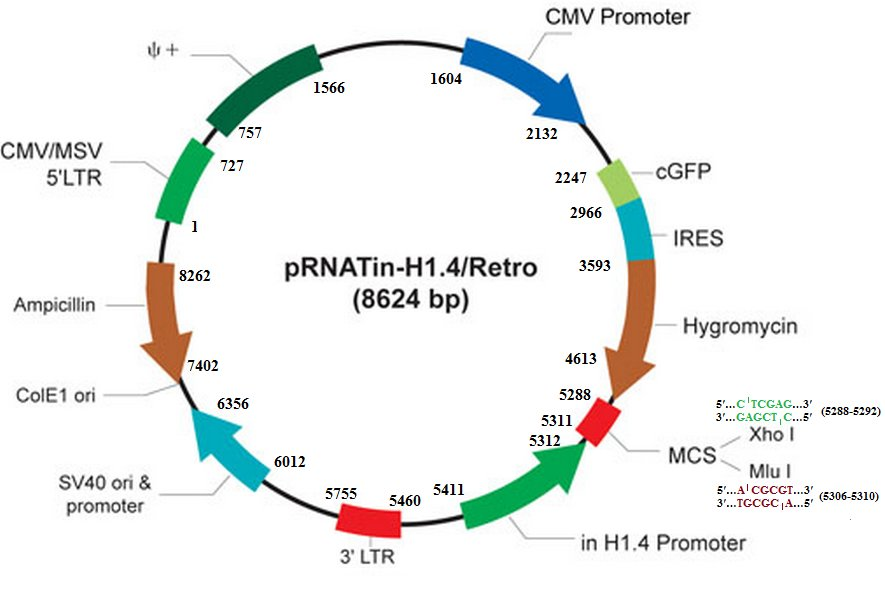 CMV Promoter
ψ +
1604
1566
2132
757
CMV/MSV
5'LTR
727
2247
cGFP
2966
IRES
1
3593
pRNATin-H1.4/Retro
(8624 bp)
8262
Ampicillin
Hygromycin
4613
7402
ColE1 ori
6356
5288
5311
5312
5'...C TCGAG...3'
3'...GAGCT C...5'
(5288-5292)
Xho I
MCS
Mlu I
5'...A CGCGT...3'
3'...TGCGC A...5'
(5306-5310)
6012
SV40 ori &
promoter
5755
5460
5411
3' LTR
in H1.4 Promoter